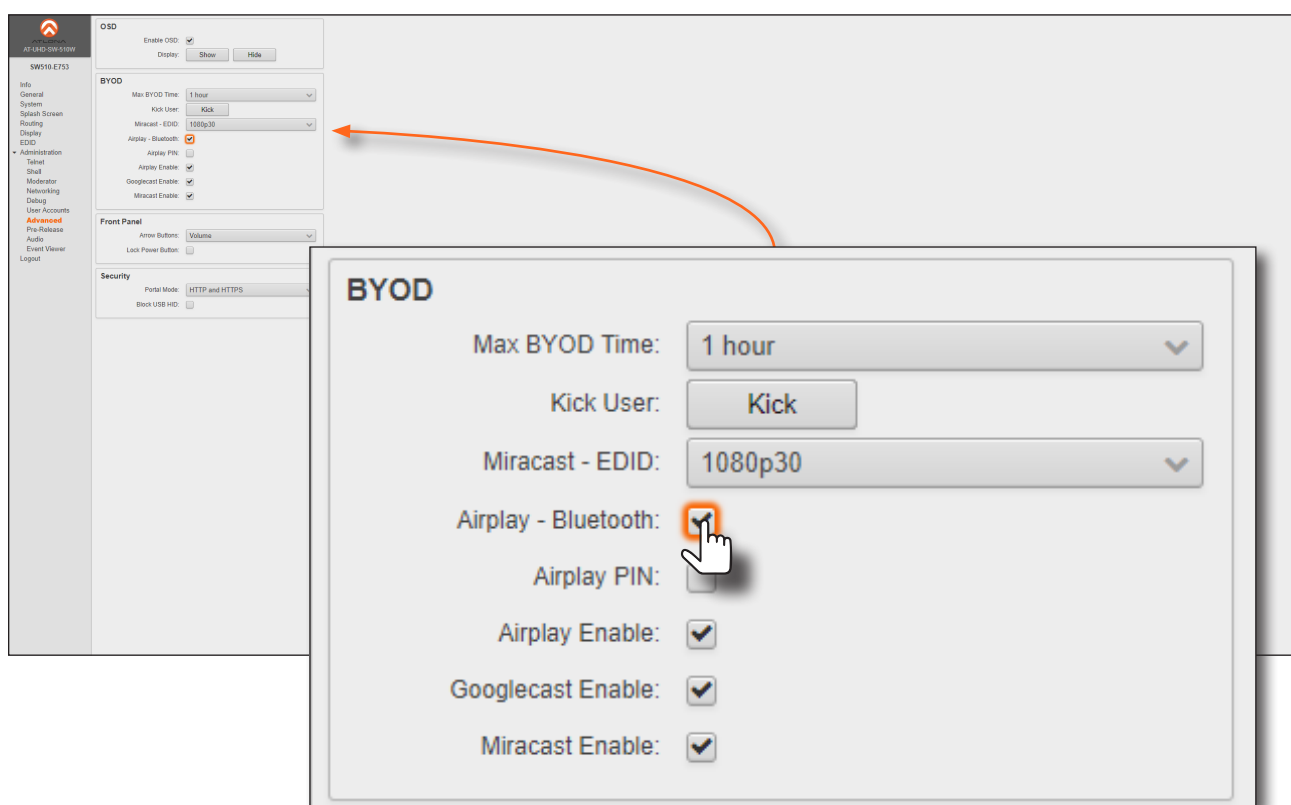 ATLONA
AT-UHD-SW-510W
SW510-E753
Info
General
System
Splash Screen
Routing
Display
EDID
Administration
Telnet
Shell
Moderator
Networking
Debug
User Accounts
Advanced
Pre-Release
Audio
Event Viewer
Logout
OSD
Enable OSD:
Display: Show Hide
BYOD
Max BYOD Time: 1 hour
Kick User: Kick
Miracast - EDID: 1080p30
Airplay - Bluetooth:
Airplay PIN:
Airplay Enable:
Googlecast Enable:
Miracast Enable:
Front Panel
Arrow Buttons: Volume
Lock Power Button:
Security
Portal Mode: HTTP and HTTPS
Block USB HID:
BYOD
Max BYOD Time: 1 hour
Kick User: Kick
Miracast - EDID: 1080p30
Airplay - Bluetooth:
Airplay PIN:
Airplay Enable:
Googlecast Enable:
Miracast Enable: